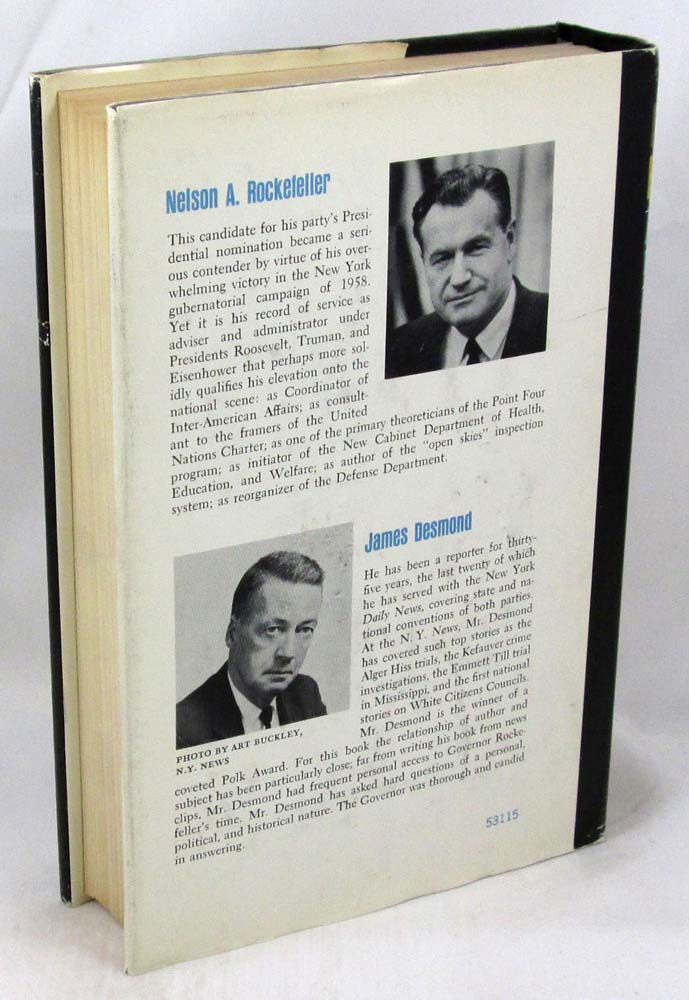 Nelson A. Rockefeller
This candidate for his party's Presi-
dential nomination became a seri-
ous contender by virtue of his over-
whelming victory in the New York
gubernatorial campaign of 1958.
Yet it is his record of service as
adviser and administrator under
Presidents Roosevelt, Truman, and
Eisenhower that perhaps more sol-
idly qualifies his elevation onto the
national scene: as Coordinator of
Inter-American Affairs; as consult-
ant to the framers of the United
Nations Charter; as one of the primary theoreticians of the Point Four
program; as initiator of the New Cabinet Department of Health,
Education, and Welfare; as author of the "open skies" inspection
system; as reorganizer of the Defense Department.
James Desmond
He has been a reporter for thirty-
five years, the last twenty of which
he has served with the New York
Daily News, covering state and na-
tional conventions of both parties.
At the N. Y. News, Mr. Desmond
has covered such top stories as the
Alger Hiss trials, the Kefauver crime
investigations, the Emmett Till trial
in Mississippi, and the first national
stories on White Citizens Councils.
Mr. Desmond is the winner of a
PHOTO BY ART BUCKLEY,
N.Y. NEWS
coveted Polk Award. For this book the relationship of author and
subject has been particularly close; far from writing his book from news
clips, Mr. Desmond had frequent personal access to Governor Rocke-
feller's time. Mr. Desmond has asked hard questions of a personal,
political, and historical nature. The Governor was thorough and candid
in answering.
53115